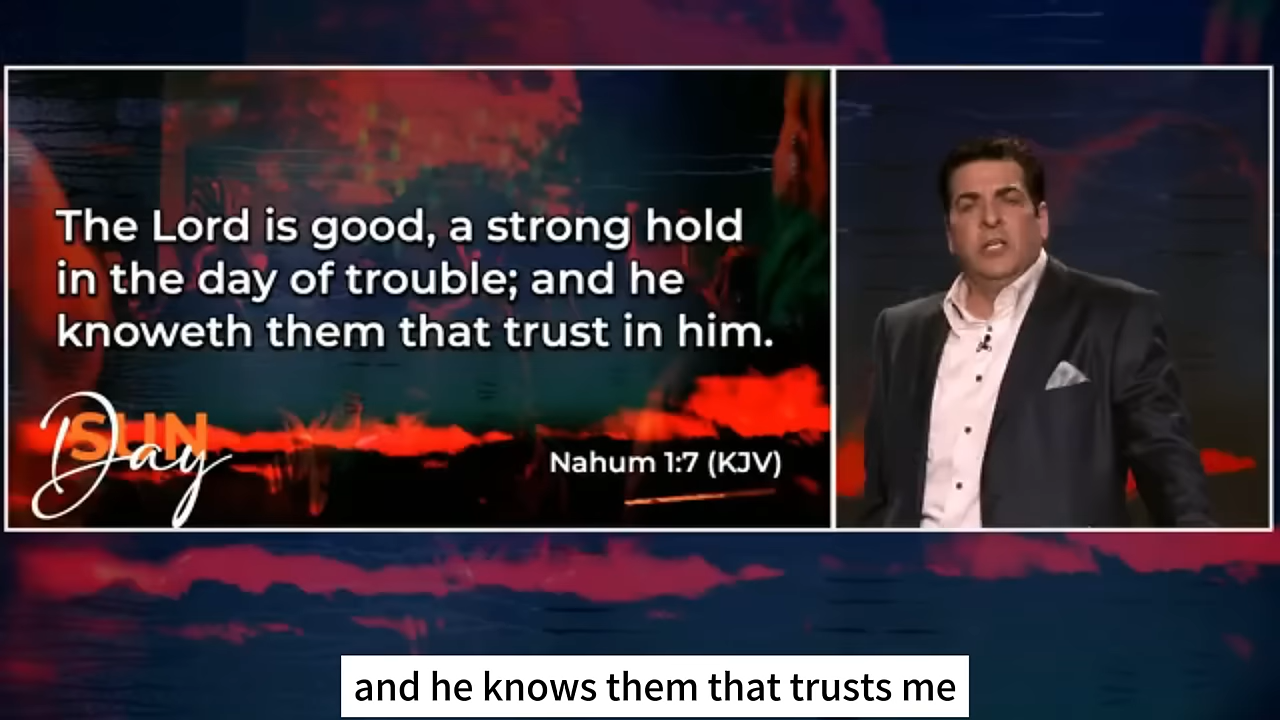 The Lord is good, a strong hold
in the day of trouble; and he
knoweth them that trust in him.
SUN
Day
Nahum 1:7 (KJV)
and he knows them that trusts me